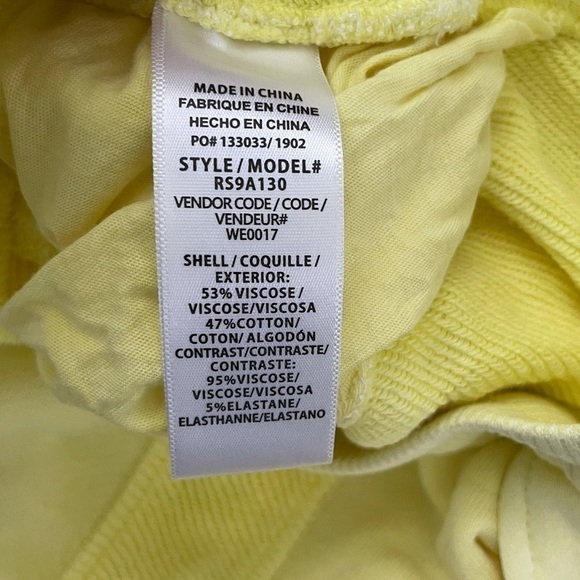 MADE IN CHINA
FABRIQUE EN CHINE
HECHO EN CHINA
PO# 133033/ 1902
STYLE / MODEL#
RS9A130
VENDOR CODE / CODE /
VENDEUR#
WE0017
SHELL / COQUILLE /
EXTERIOR:
53% VISCOSE /
VISCOSE/VISCOSA
47%COTTON/
COTON/ ALGODÓN
CONTRAST/CONTRASTE/
CONTRASTE:
95%VISCOSE/
VISCOSE/VISCOSA
5%ELASTANE/
ELASTHANNE/ELASTANO